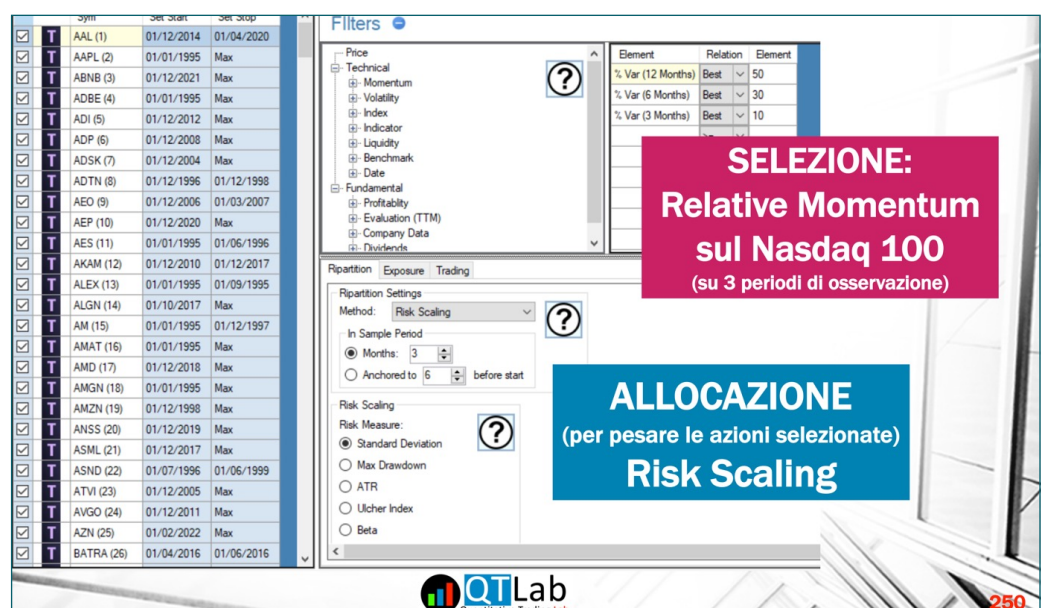 Sym Set Start Set Stop
T AAL (1) 01/12/2014 01/04/2020
T AAPL (2) 01/01/1995 Max
T ABNB (3) 01/12/2021 Max
T ADBE (4) 01/01/1995 Max
T ADI (5) 01/12/2012 Max
T ADP (6) 01/12/2008 Max
T ADSK (7) 01/12/2004 Max
T ADTN (8) 01/12/1996 01/12/1998
T AEO (9) 01/12/2006 01/03/2007
T AEP (10) 01/12/2020 Max
T AES (11) 01/01/1995 01/06/1996
T AKAM (12) 01/12/2010 01/12/2017
T ALEX (13) 01/01/1995 01/09/1995
T ALGN (14) 01/10/2017 Max
T AM (15) 01/01/1995 01/12/1997
T AMAT (16) 01/01/1995 Max
T AMD (17) 01/12/2018 Max
T AMGN (18) 01/01/1995 Max
T AMZN (19) 01/12/1998 Max
T ANSS (20) 01/12/2019 Max
T ASML (21) 01/12/2017 Max
T ASND (22) 01/07/1996 01/06/1999
T ATVI (23) 01/12/2005 Max
T AVGO (24) 01/12/2011 Max
T AZN (25) 01/02/2022 Max
T BATRA (26) 01/04/2016 01/06/2016
FIlters
Price
Technical
Momentum
Volatility
Index
Indicator
Liquidity
Benchmark
Date
Fundamental
Profitablity
Evaluation (TTM)
Company Data
Dividends
?
Element Relation Element
% Var (12 Months) Best 50
% Var (6 Months) Best 30
% Var (3 Months) Best 10
SELEZIONE:
Relative Momentum
sul Nasdaq 100
(su 3 periodi di osservazione)
Ripartition Exposure Trading
Ripartition Settings
Method: Risk Scaling
?
In Sample Period
Months: 3
Anchored to 6 before start
Risk Scaling
Risk Measure:
?
Standard Deviation
Max Drawdown
ATR
Ulcher Index
Beta
ALLOCAZIONE
(per pesare le azioni selezionate)
Risk Scaling
QTLab
250